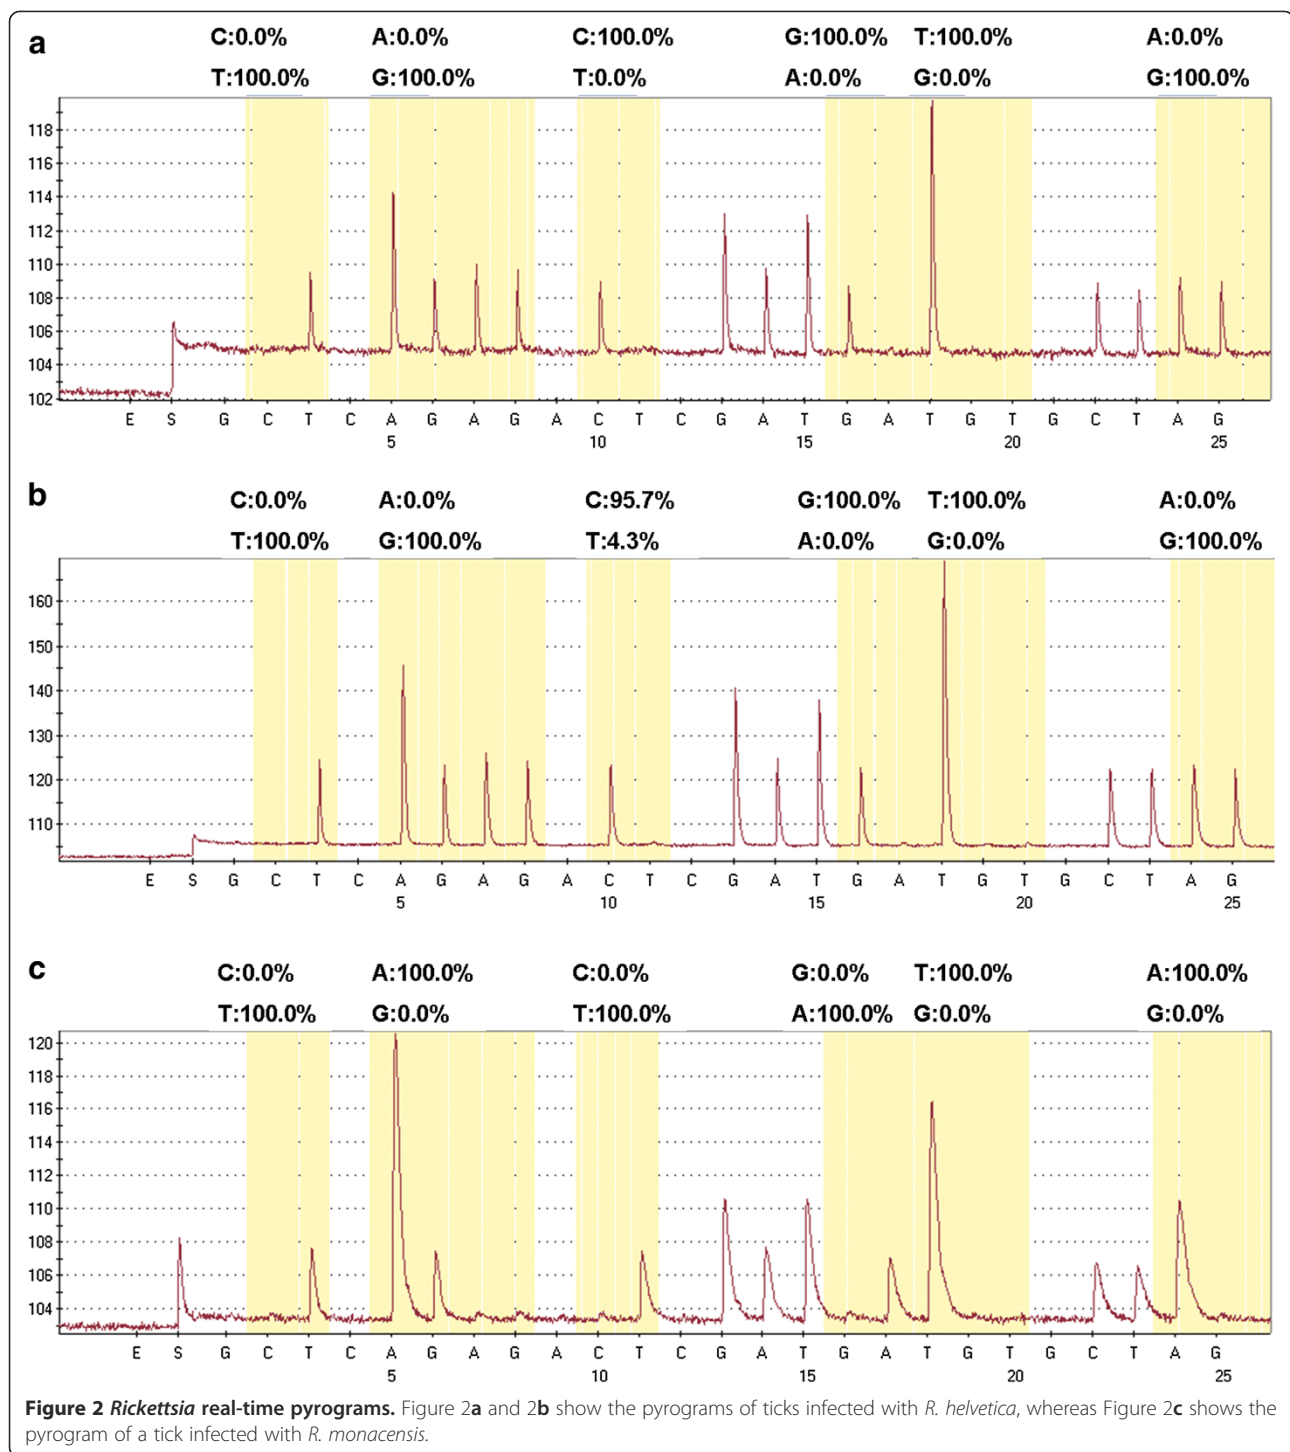 a
C:0.0% A:0.0% C:100.0% G:100.0% T:100.0% A:0.0%
T:100.0% G:100.0% T:0.0% A:0.0% G:0.0% G:100.0%
118
116
114
112
110
108
106
104
102
E S G C T C A G A G A C T C G A T G A T G T G C T A G
5 10 15 20 25
b
C:0.0% A:0.0% C:95.7% G:100.0% T:100.0% A:0.0%
T:100.0% G:100.0% T:4.3% A:0.0% G:0.0% G:100.0%
160
150
140
130
120
110
E S G C T C A G A G A C T C G A T G A T G T G C T A G
5 10 15 20 25
c
C:0.0% A:100.0% C:0.0% G:0.0% T:100.0% A:100.0%
T:100.0% G:0.0% T:100.0% A:100.0% G:0.0% G:0.0%
120
118
116
114
112
110
108
106
104
E S G C T C A G A G A C T C G A T G A T G T G C T A G
5 10 15 20 25
Figure 2 Rickettsia real-time pyrograms. Figure 2a and 2b show the pyrograms of ticks infected with R. helvetica, whereas Figure 2c shows the
pyrogram of a tick infected with R. monacensis.